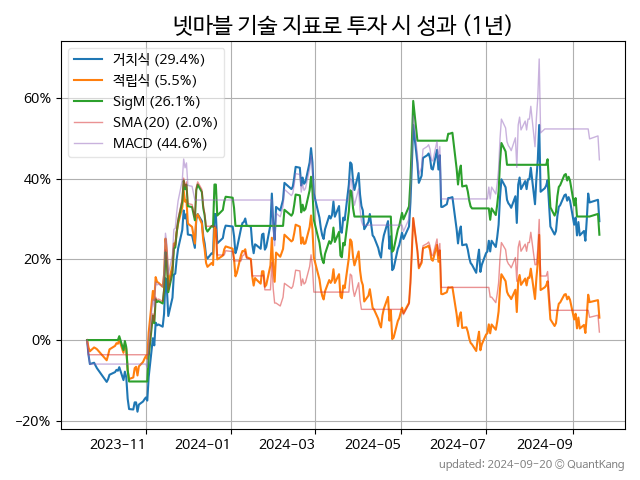 넷마블 기술 지표로 투자 시 성과 (1년)
거치식 (29.4%)
적립식 (5.5%)
SigM (26.1%)
SMA(20) (2.0%)
MACD (44.6%)
60%
40%
20%
0%
−20%
2023-11 2024-01 2024-03 2024-05 2024-07 2024-09
updated: 2024-09-20 © QuantKang